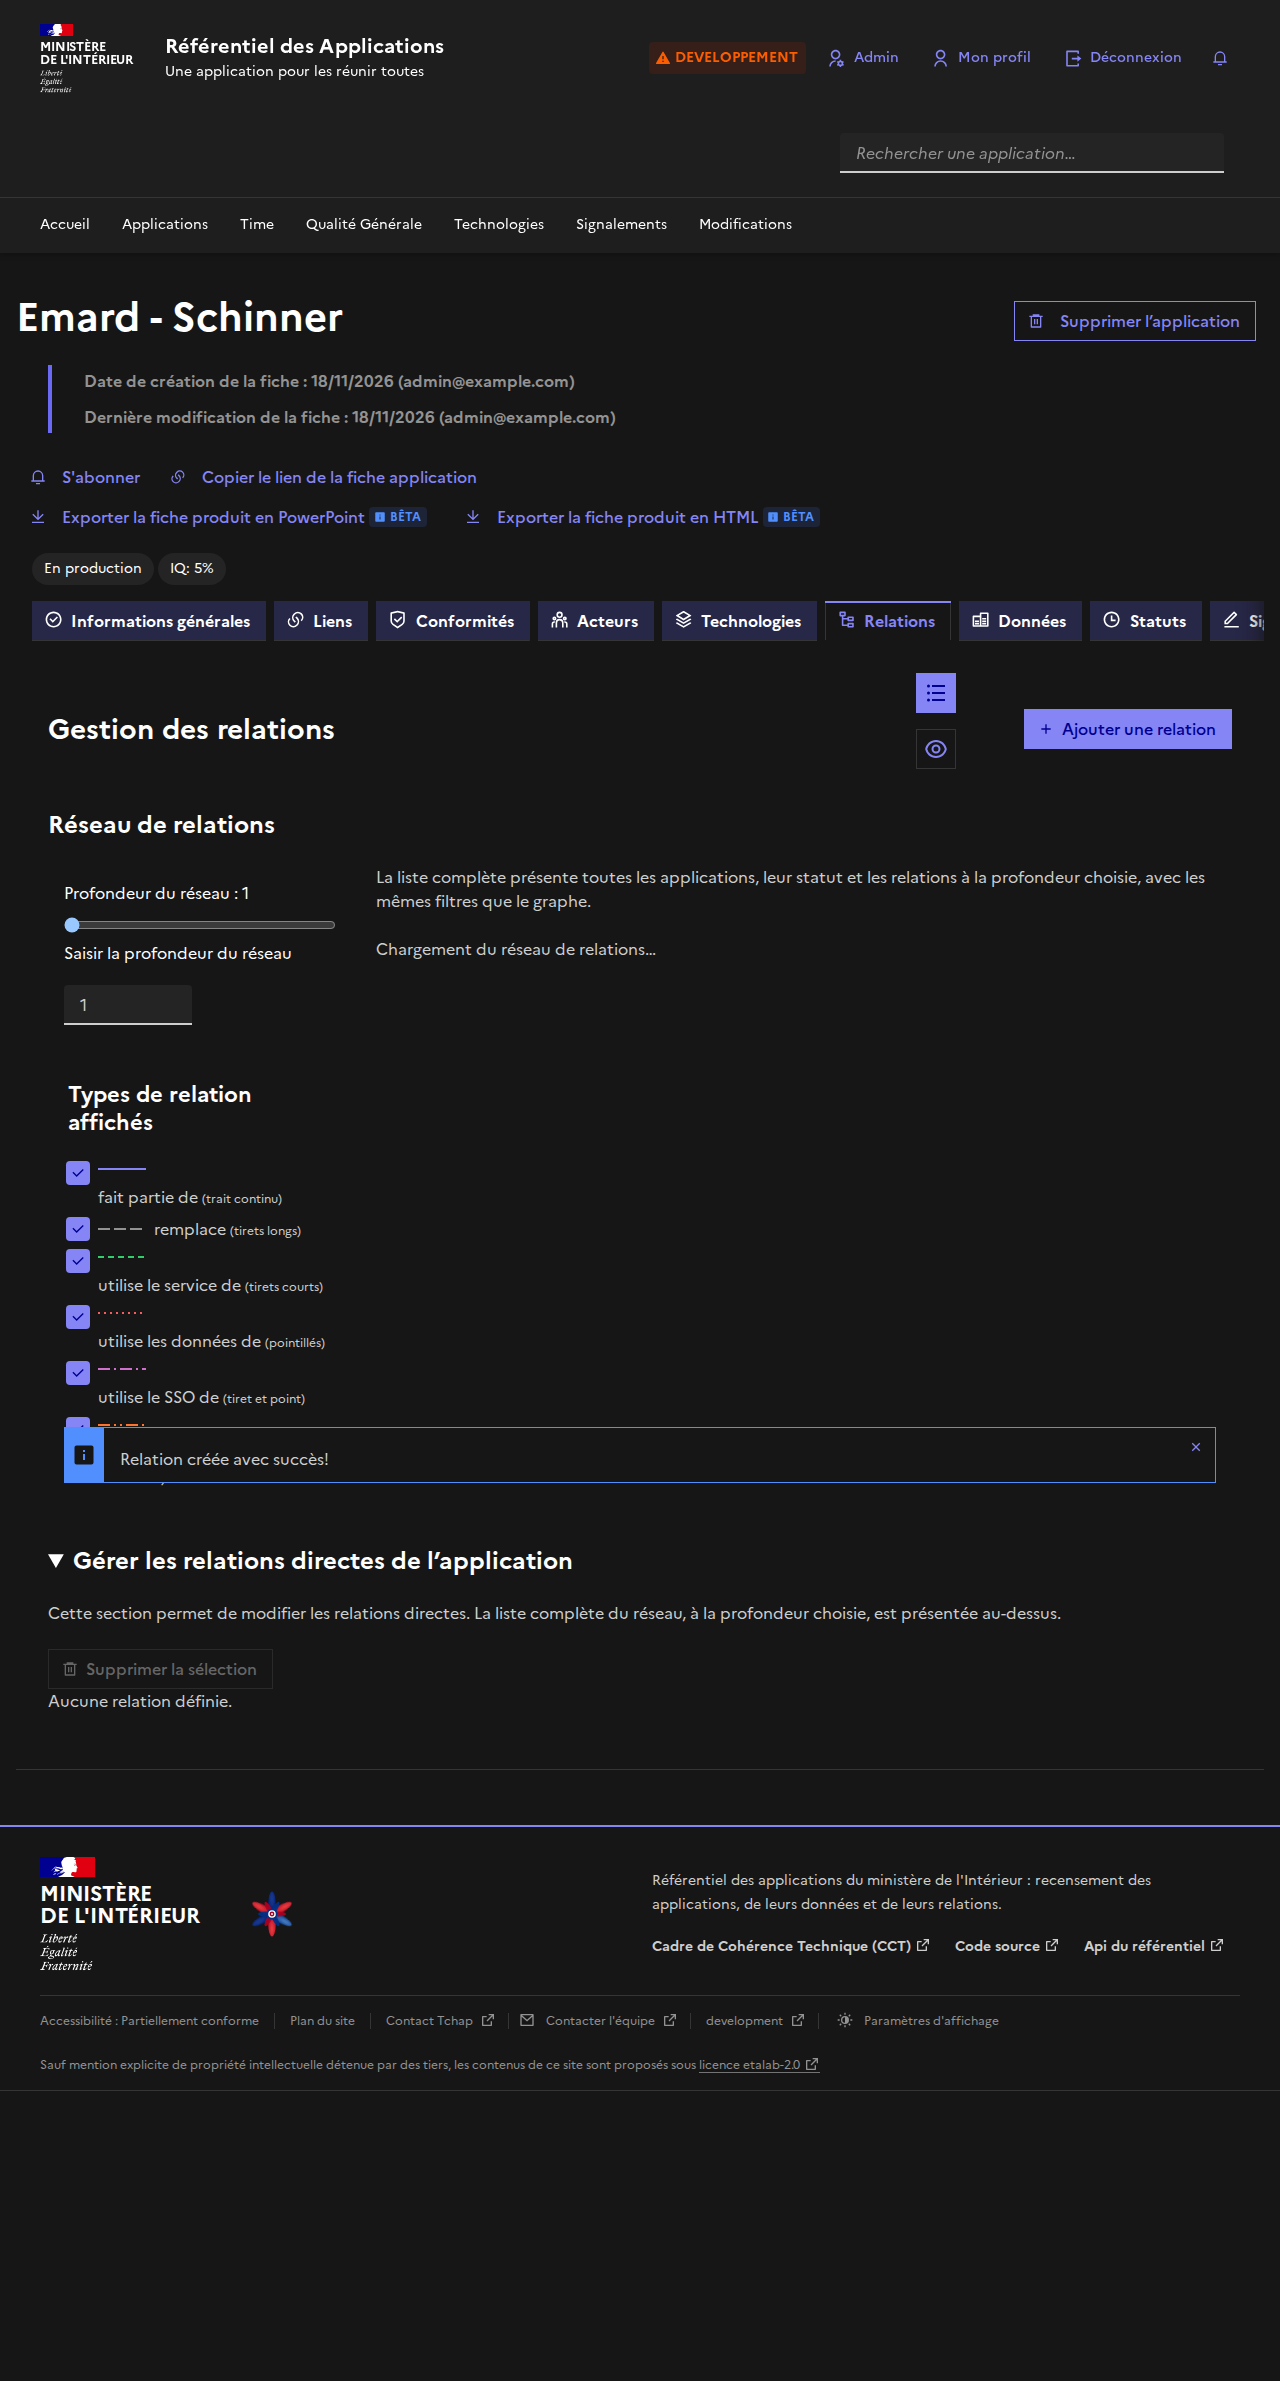 MINISTÈRE
DE L'INTÉRIEUR
Liberté
Égalité
Fraternité
Référentiel des Applications
Une application pour les réunir toutes
DEVELOPPEMENT
Admin
Mon profil
Déconnexion
Rechercher une application…
Accueil
Applications
Time
Qualité Générale
Technologies
Signalements
Modifications
Emard - Schinner
Supprimer l’application
Date de création de la fiche : 18/11/2026 (admin@example.com)
Dernière modification de la fiche : 18/11/2026 (admin@example.com)
S'abonner
Copier le lien de la fiche application
Exporter la fiche produit en PowerPoint BÊTA
Exporter la fiche produit en HTML BÊTA
En production
IQ: 5%
Informations générales
Liens
Conformités
Acteurs
Technologies
Relations
Données
Statuts
Gestion des relations
Ajouter une relation
Réseau de relations
Profondeur du réseau : 1
Saisir la profondeur du réseau
1
La liste complète présente toutes les applications, leur statut et les relations à la profondeur choisie, avec les
mêmes filtres que le graphe.
Chargement du réseau de relations…
Types de relation
affichés
fait partie de (trait continu)
remplace (tirets longs)
utilise le service de (tirets courts)
utilise les données de (pointillés)
utilise le SSO de (tiret et point)
Relation créée avec succès!
Gérer les relations directes de l’application
Cette section permet de modifier les relations directes. La liste complète du réseau, à la profondeur choisie, est présentée au-dessus.
Supprimer la sélection
Aucune relation définie.
MINISTÈRE
DE L'INTÉRIEUR
Liberté
Égalité
Fraternité
Référentiel des applications du ministère de l'Intérieur : recensement des
applications, de leurs données et de leurs relations.
Cadre de Cohérence Technique (CCT)
Code source
Api du référentiel
Accessibilité : Partiellement conforme
Plan du site
Contact Tchap
Contacter l'équipe
development
Paramètres d'affichage
Sauf mention explicite de propriété intellectuelle détenue par des tiers, les contenus de ce site sont proposés sous licence etalab-2.0